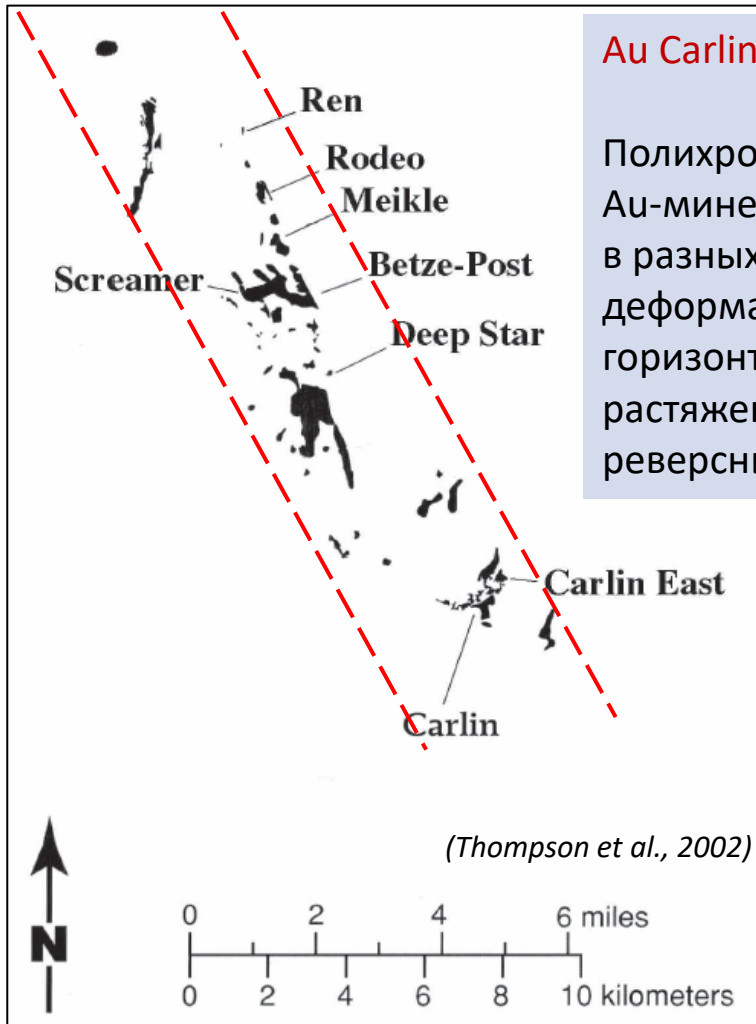 Au Carlin
Полихро
Au-мине
в разных
деформа
горизонт
растяжен
реверсн
Ren
Rodeo
Meikle
Screamer
Betze-Post
Deep Star
Carlin East
Carlin
(Thompson et al., 2002)
N
0 2 4 6 miles
0 2 4 6 8 10 kilometers